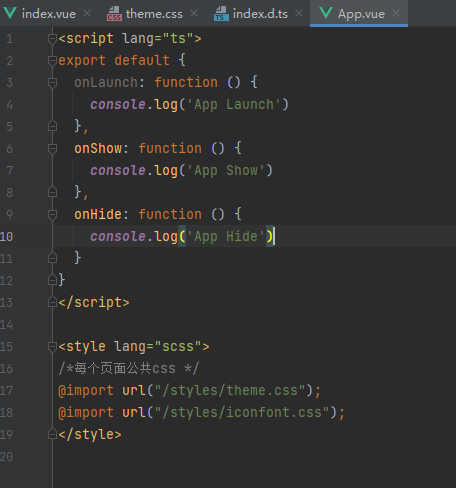 index.vue theme.css index.d.ts App.vue
1 <script lang="ts">
2 export default {
3 onLaunch: function () {
4 console.log('App Launch')
5 },
6 onShow: function () {
7 console.log('App Show')
8 },
9 onHide: function () {
10 console.log('App Hide')
11 }
12 }
13 </script>
14
15 <style lang="scss">
16 /*每个页面公共css */
17 @import url("/styles/theme.css");
18 @import url("/styles/iconfont.css");
19 </style>
20